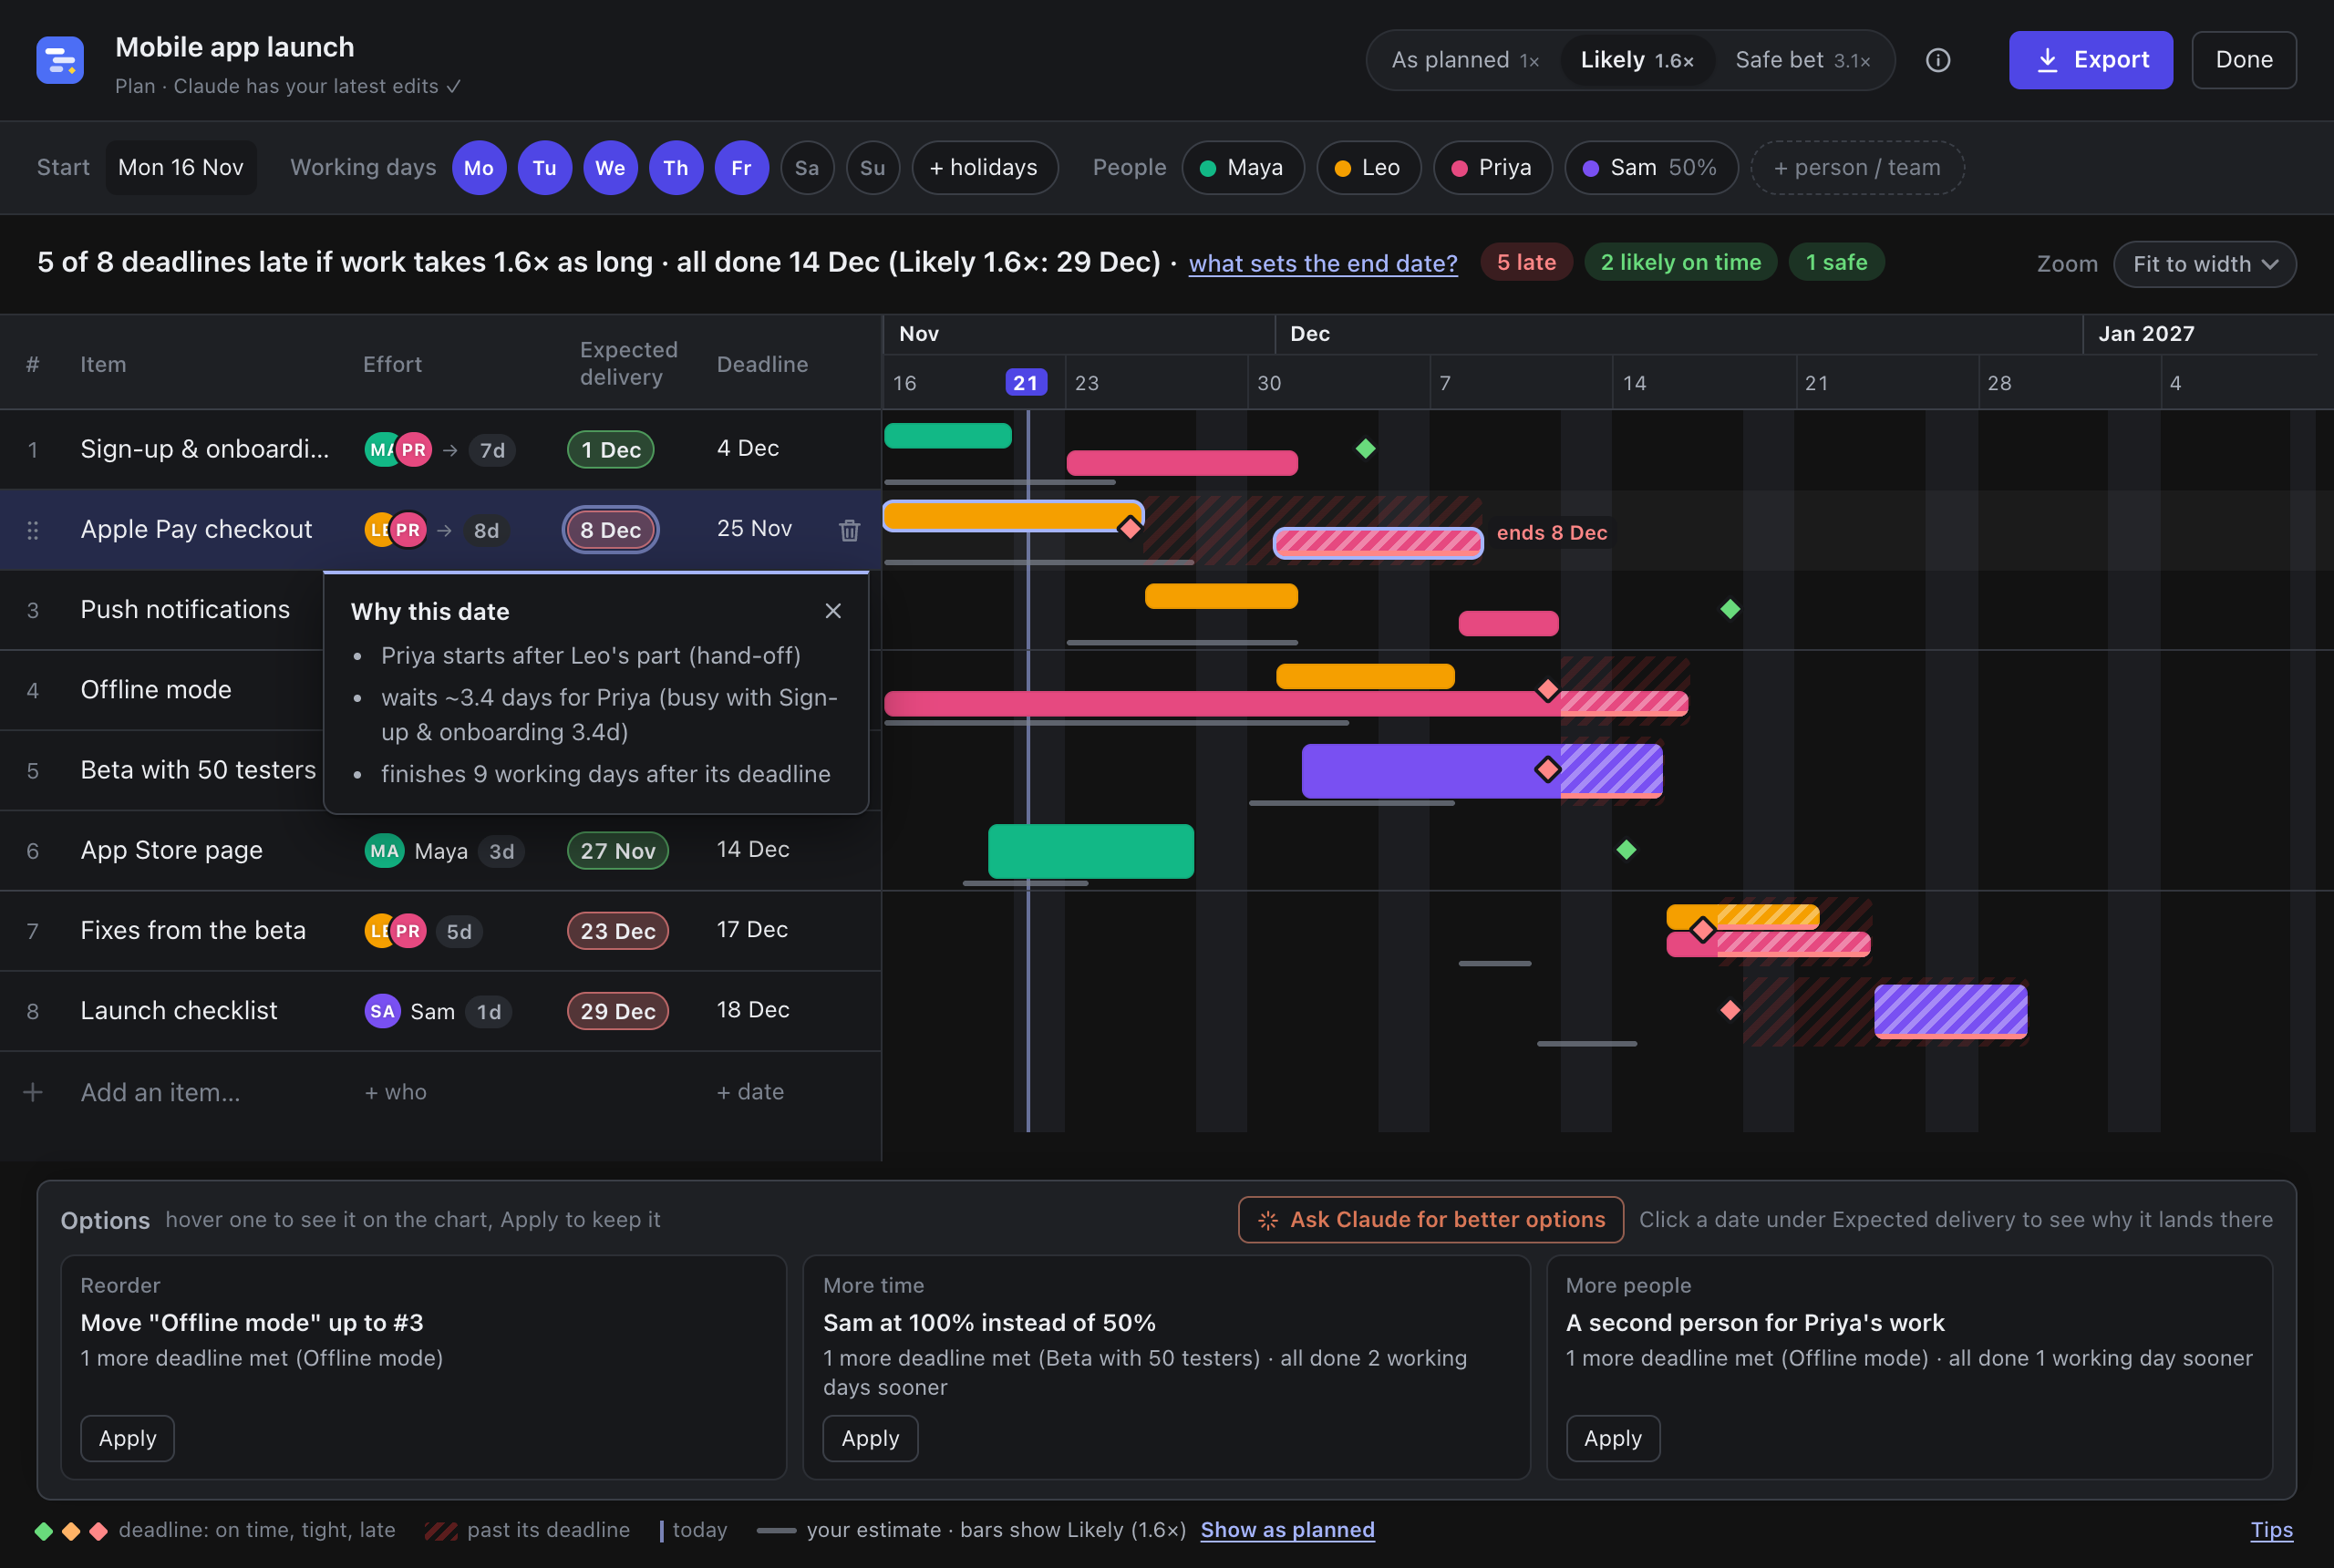 Mobile app launch
Plan · Claude has your latest edits ✓
As planned 1×
Likely 1.6×
Safe bet 3.1×
Export
Done
Start
Mon 16 Nov
Working days
Mo
Tu
We
Th
Fr
Sa
Su
+ holidays
People
Maya
Leo
Priya
Sam 50%
+ person / team
5 of 8 deadlines late if work takes 1.6× as long · all done 14 Dec (Likely 1.6×: 29 Dec) · what sets the end date?
5 late
2 likely on time
1 safe
Zoom
Fit to width
# Item Effort Expected delivery Deadline
Nov
Dec
Jan 2027
16 21 23 30 7 14 21 28 4
1 Sign-up & onboardi... MA PR → 7d 1 Dec 4 Dec
Apple Pay checkout LE PR → 8d 8 Dec 25 Nov
ends 8 Dec
3 Push notifications
4 Offline mode
5 Beta with 50 testers
Why this date
• Priya starts after Leo's part (hand-off)
• waits ~3.4 days for Priya (busy with Sign-
up & onboarding 3.4d)
• finishes 9 working days after its deadline
6 App Store page MA Maya 3d 27 Nov 14 Dec
7 Fixes from the beta LE PR 5d 23 Dec 17 Dec
8 Launch checklist SA Sam 1d 29 Dec 18 Dec
+ Add an item... + who + date
Options hover one to see it on the chart, Apply to keep it
Ask Claude for better options
Click a date under Expected delivery to see why it lands there
Reorder
Move "Offline mode" up to #3
1 more deadline met (Offline mode)
Apply
More time
Sam at 100% instead of 50%
1 more deadline met (Beta with 50 testers) · all done 2 working
days sooner
Apply
More people
A second person for Priya's work
1 more deadline met (Offline mode) · all done 1 working day sooner
Apply
deadline: on time, tight, late
past its deadline
today
your estimate · bars show Likely (1.6×) Show as planned
Tips